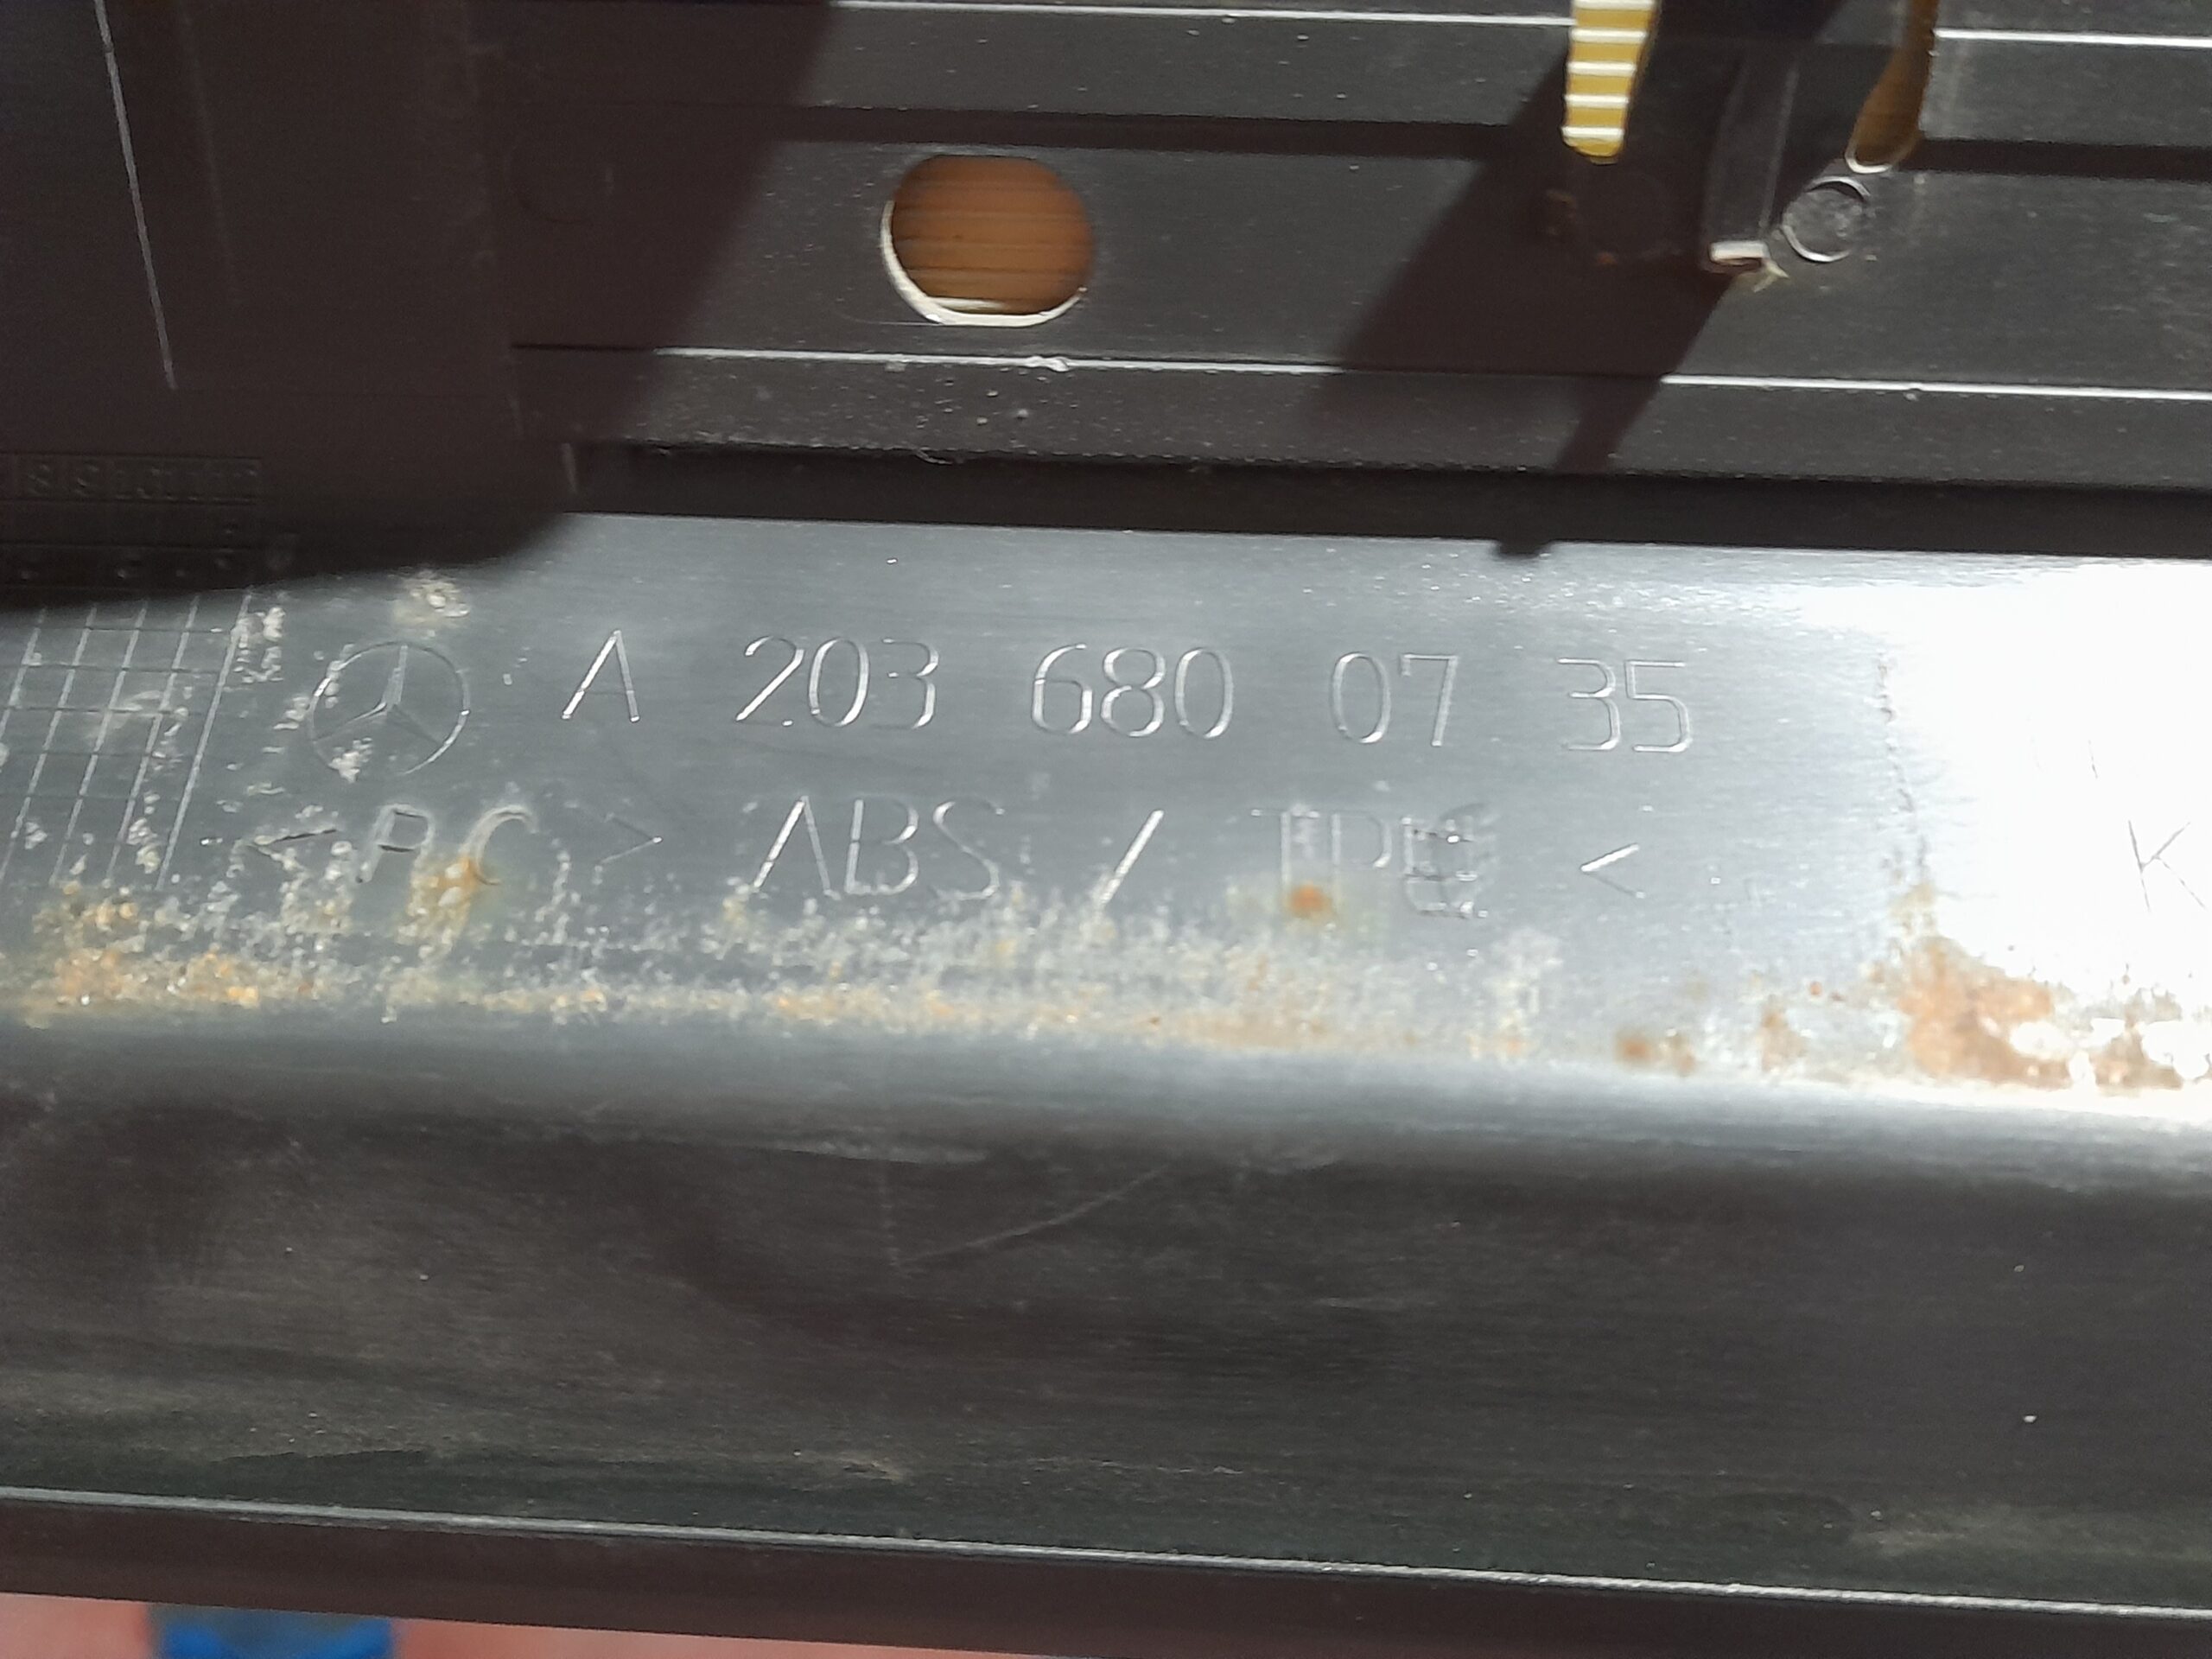 A 203 680 07 35
< PC > ABS / TPE <
K